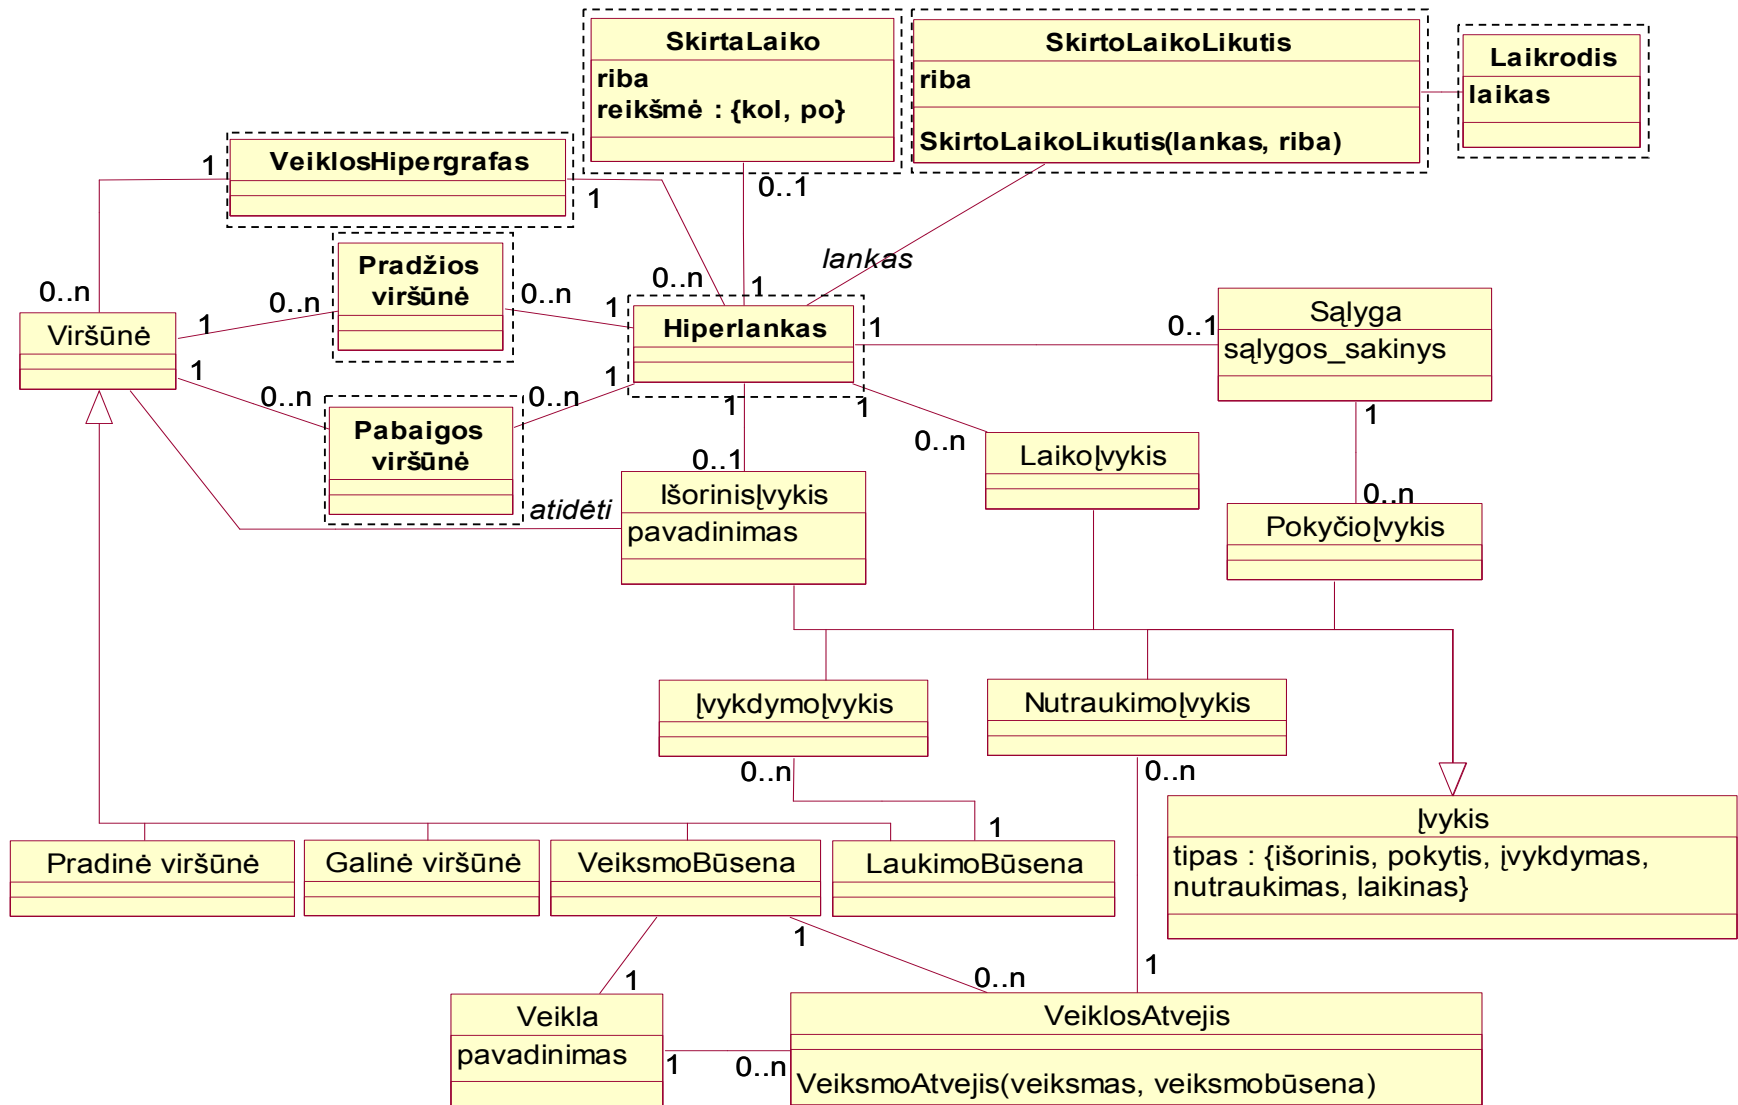 SkirtaLaiko
riba
reikšmė : {kol, po}
SkirtoLaikoLikutis
riba
SkirtoLaikoLikutis(lankas, riba)
Laikrodis
laikas
VeiklosHipergrafas
1
1
0..1
0..n
0..n
1
lankas
Pradžios
viršūnė
0..n
0..n
1
1
Viršūnė
Hiperlankas
1
0..1
Sąlyga
sąlygos_sakinys
1
0..n
0..n
1
Pabaigos
viršūnė
1
1
0..n
0..1
1
0..n
LaikoĮvykis
IšorinisĮvykis
pavadinimas
atidėti
PokyčioĮvykis
ĮvykdymoĮvykis
NutraukimoĮvykis
0..n
0..n
1
Įvykis
tipas : {išorinis, pokytis, įvykdymas,
nutraukimas, laikinas}
Pradinė viršūnė
Galinė viršūnė
VeiksmoBūsena
LaukimoBūsena
1
1
0..n
1
Veikla
pavadinimas
1
0..n
VeiklosAtvejis
VeiksmoAtvejis(veiksmas, veiksmobūsena)